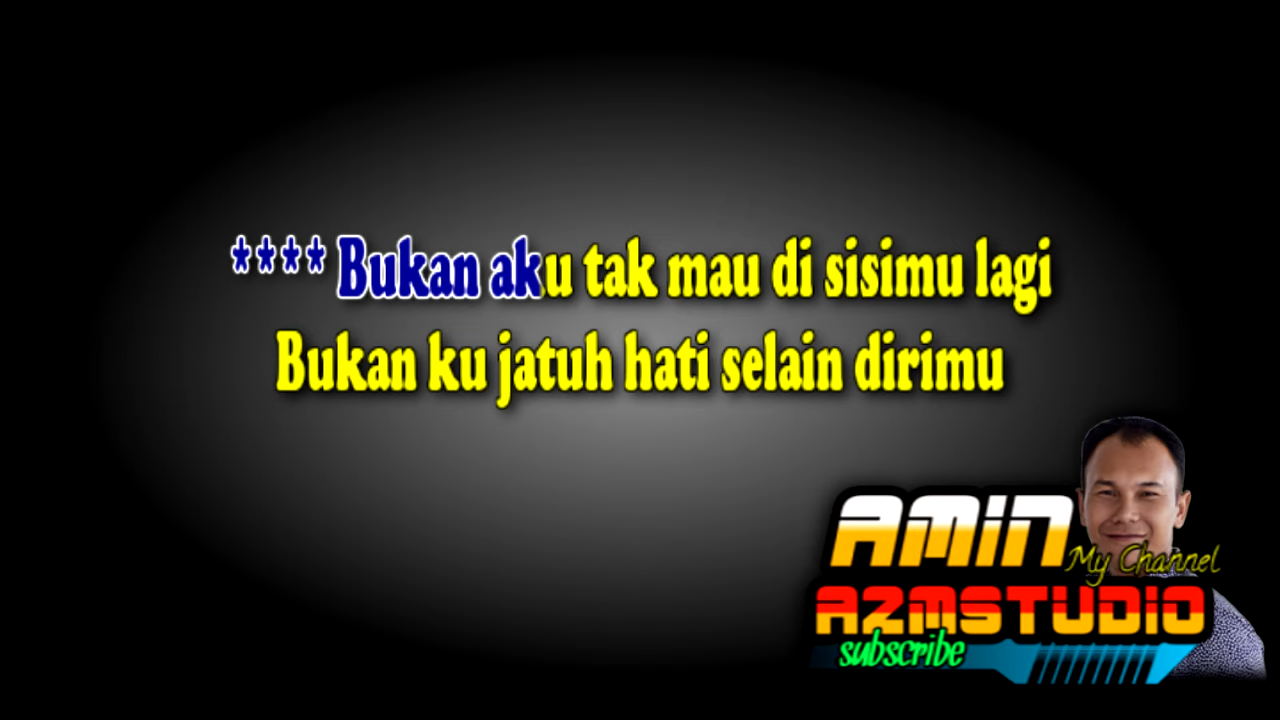 **** Bukan aku tak mau di sisimu lagi
Bukan ku jatuh hati selain dirimu
AMIN
My Channel
AZMSTUDIO
subscribe